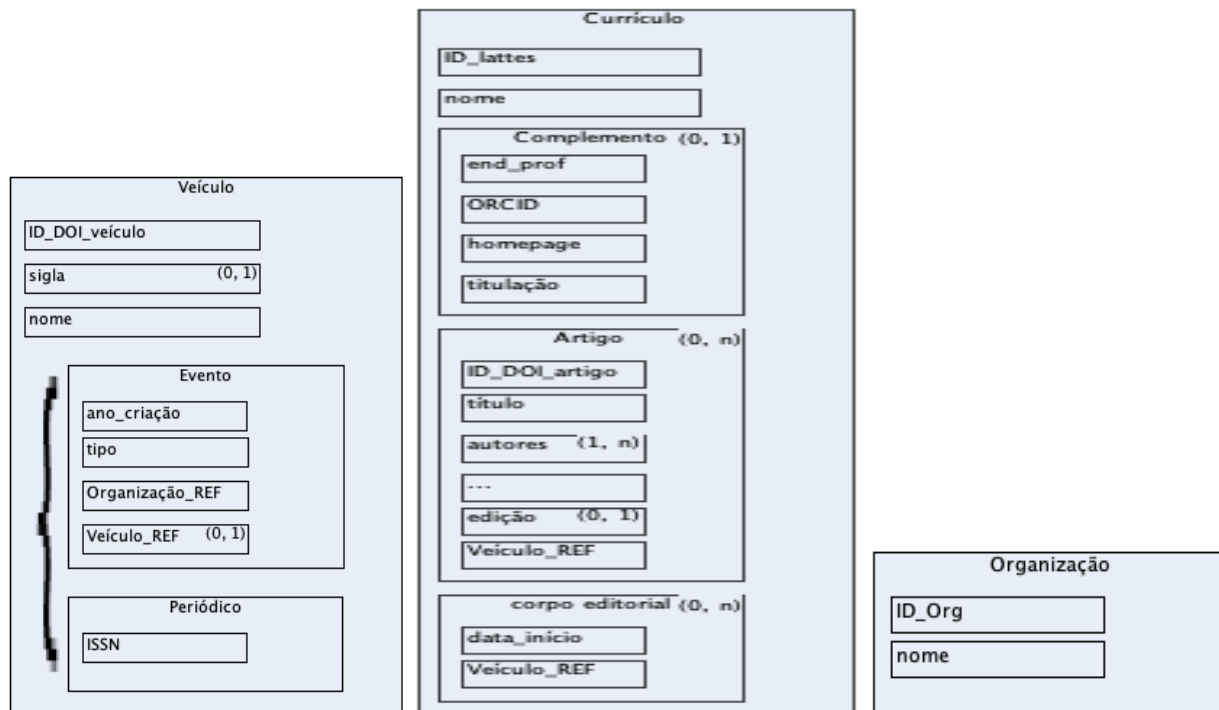 Veículo
ID_DOI_veículo
sigla (0, 1)
nome
Evento
ano_criação
tipo
Organização_REF
Veículo_REF (0, 1)
Periódico
ISSN
Currículo
ID_lattes
nome
Complemento (0, 1)
end_prof
ORCID
homepage
titulação
Artigo (0, n)
ID_DOI_artigo
título
autores (1, n)
...
edição (0, 1)
Veículo_REF
corpo editorial (0, n)
data_início
Veículo_REF
Organização
ID_Org
nome